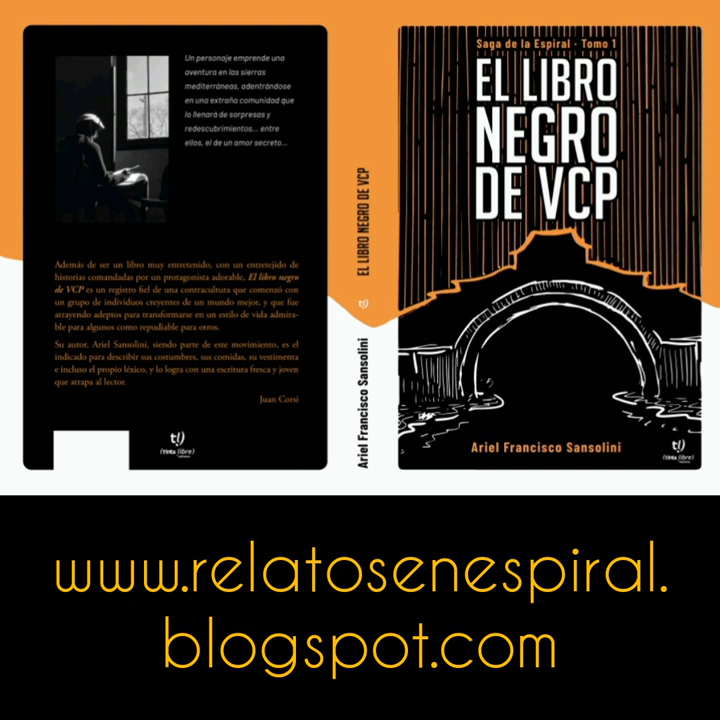 Un personaje emprende una
aventura en las sierras
mediterráneas, adentrándose
en una extraña comunidad que
lo llenará de sorpresas y
redescubrimientos... entre
ellos, el de un amor secreto...
Además de ser un libro muy entretenido, con un entretejido de
historias comandadas por un protagonista adorable, El libro negro
de VCP es un registro fiel de una contracultura que comenzó con
un grupo de individuos creyentes de un mundo mejor, y que fue
atrayendo adeptos para transformarse en un estilo de vida admira-
ble para algunos como repudiable para otros.
Su autor, Ariel Sansolini, siendo parte de este movimiento, es el
indicado para describir sus costumbres, sus comidas, su vestimenta
e incluso el propio léxico, y lo logra con una escritura fresca y joven
que atrapa al lector.
Juan Corsi
t!)
(tinta libre)
ediciones
EL LIBRO NEGRO DE VCP
t!)
Ariel Francisco Sansolini
Saga de la Espiral - Tomo 1
EL LIBRO
NEGRO
DE VCP
Ariel Francisco Sansolini
t!)
(tinta libre)
ediciones
www.relatosenespiral.
blogspot.com